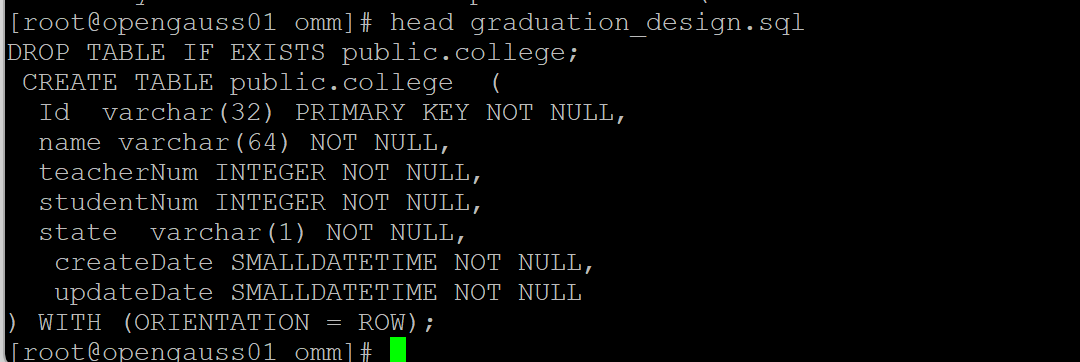 [root@opengauss01 omm]# head graduation_design.sql
DROP TABLE IF EXISTS public.college;
 CREATE TABLE public.college  (
  Id  varchar(32) PRIMARY KEY NOT NULL,
  name varchar(64) NOT NULL,
  teacherNum INTEGER NOT NULL,
  studentNum INTEGER NOT NULL,
  state  varchar(1) NOT NULL,
   createDate SMALLDATETIME NOT NULL,
   updateDate SMALLDATETIME NOT NULL
) WITH (ORIENTATION = ROW);
[root@opengauss01 omm]#